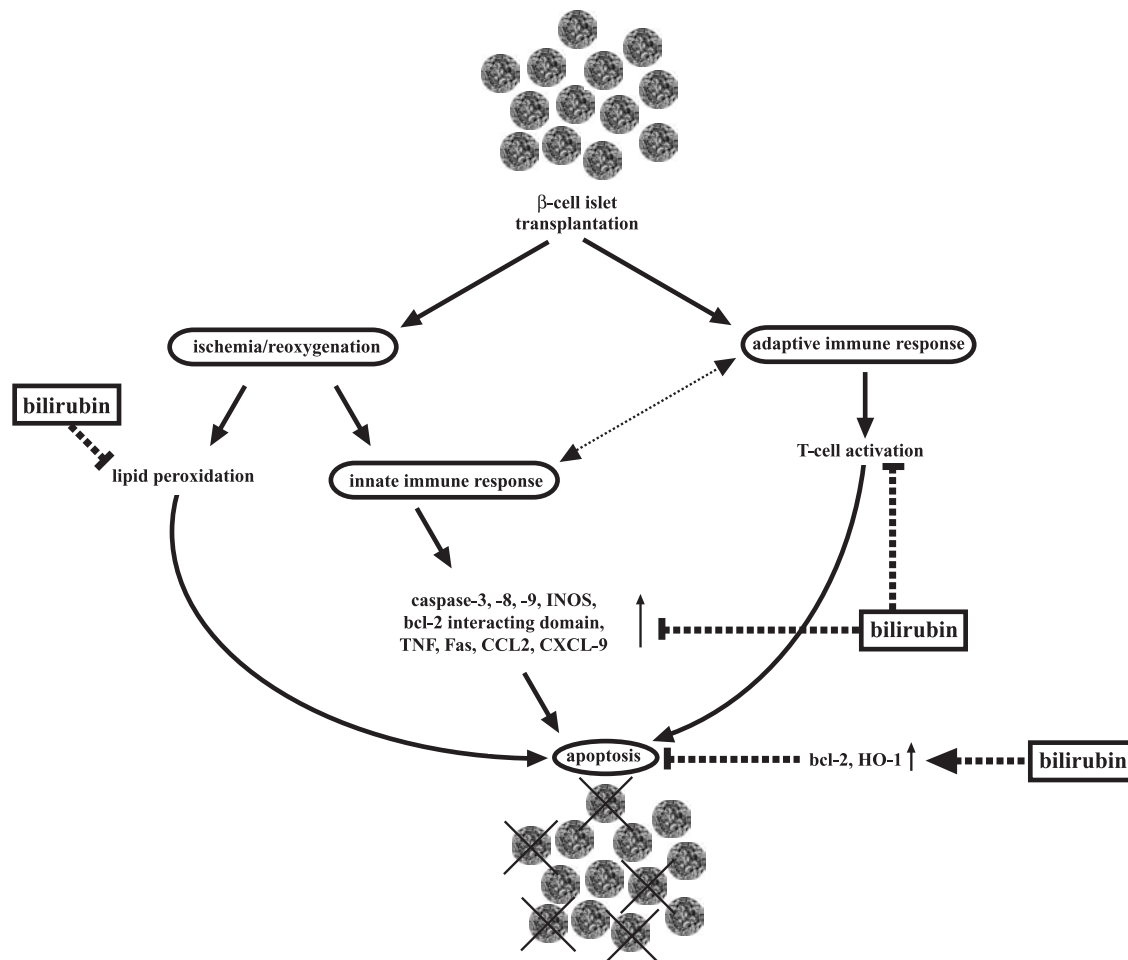 β-cell islet
transplantation
ischemia/reoxygenation
adaptive immune response
bilirubin
lipid peroxidation
innate immune response
T-cell activation
caspase-3, -8, -9, INOS,
bcl-2 interacting domain,
TNF, Fas, CCL2, CXCL-9
bilirubin
apoptosis
bcl-2, HO-1
bilirubin